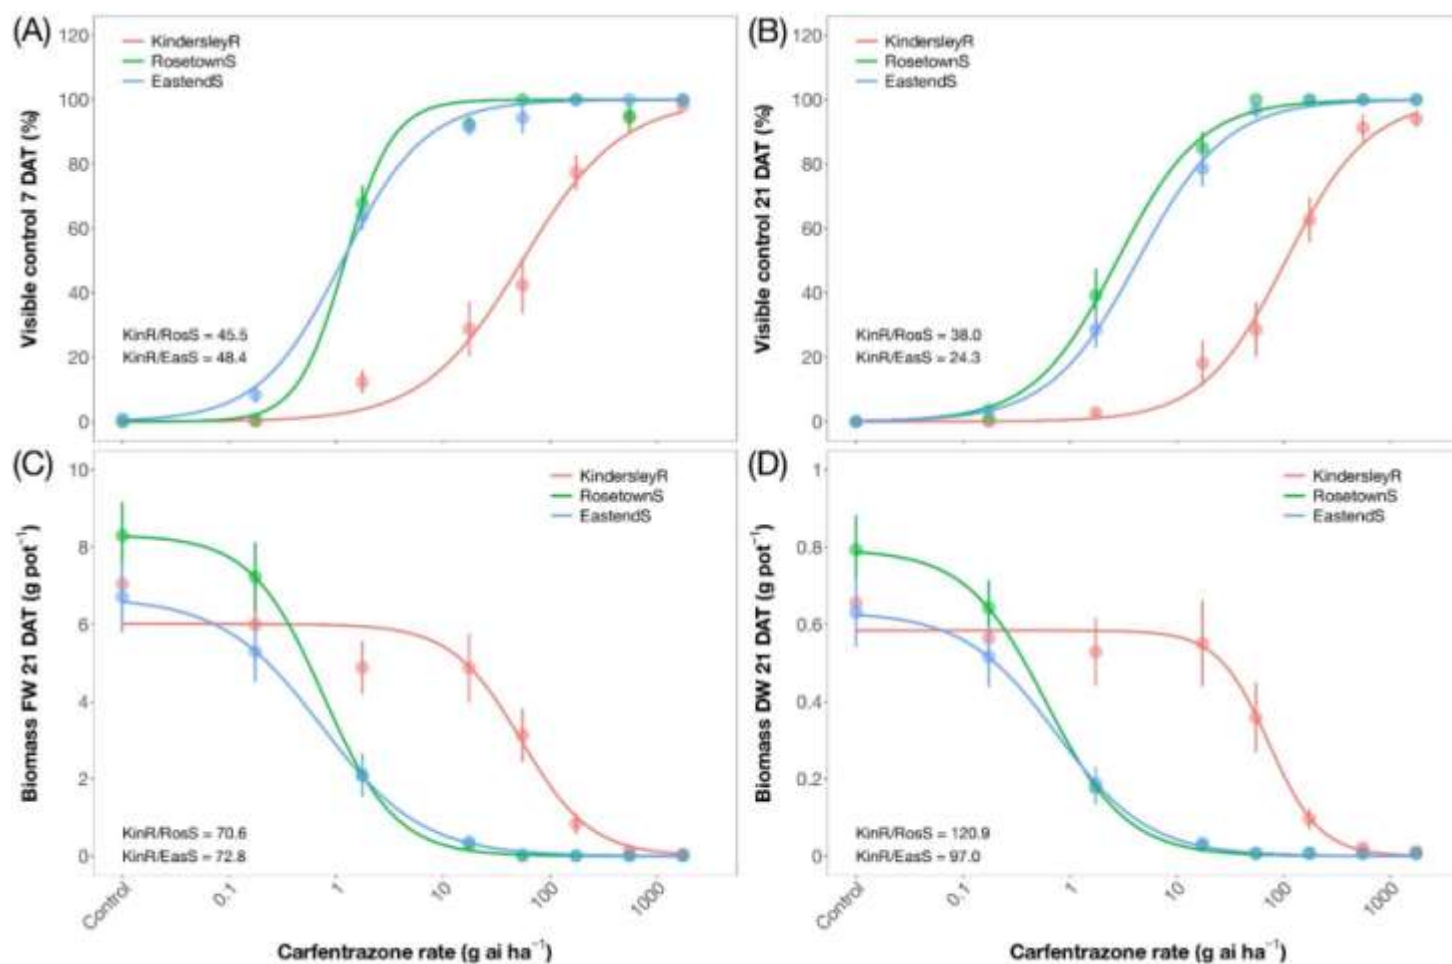 (A)
120
100
80
60
40
20
0
Visible control 7 DAT (%)
KindersleyR
RosetownS
EastendS
KinR/RosS = 45.5
KinR/EasS = 48.4
(B)
120
100
80
60
40
20
0
Visible control 21 DAT (%)
KindersleyR
RosetownS
EastendS
KinR/RosS = 38.0
KinR/EasS = 24.3
(C)
10
8
6
4
2
0
Biomass FW 21 DAT (g pot⁻¹)
KindersleyR
RosetownS
EastendS
KinR/RosS = 70.6
KinR/EasS = 72.8
Control
0.1
1
10
100
1000
Carfentrazone rate (g ai ha⁻¹)
(D)
1
0.8
0.6
0.4
0.2
0
Biomass DW 21 DAT (g pot⁻¹)
KindersleyR
RosetownS
EastendS
KinR/RosS = 120.9
KinR/EasS = 97.0
Control
0.1
1
10
100
1000
Carfentrazone rate (g ai ha⁻¹)